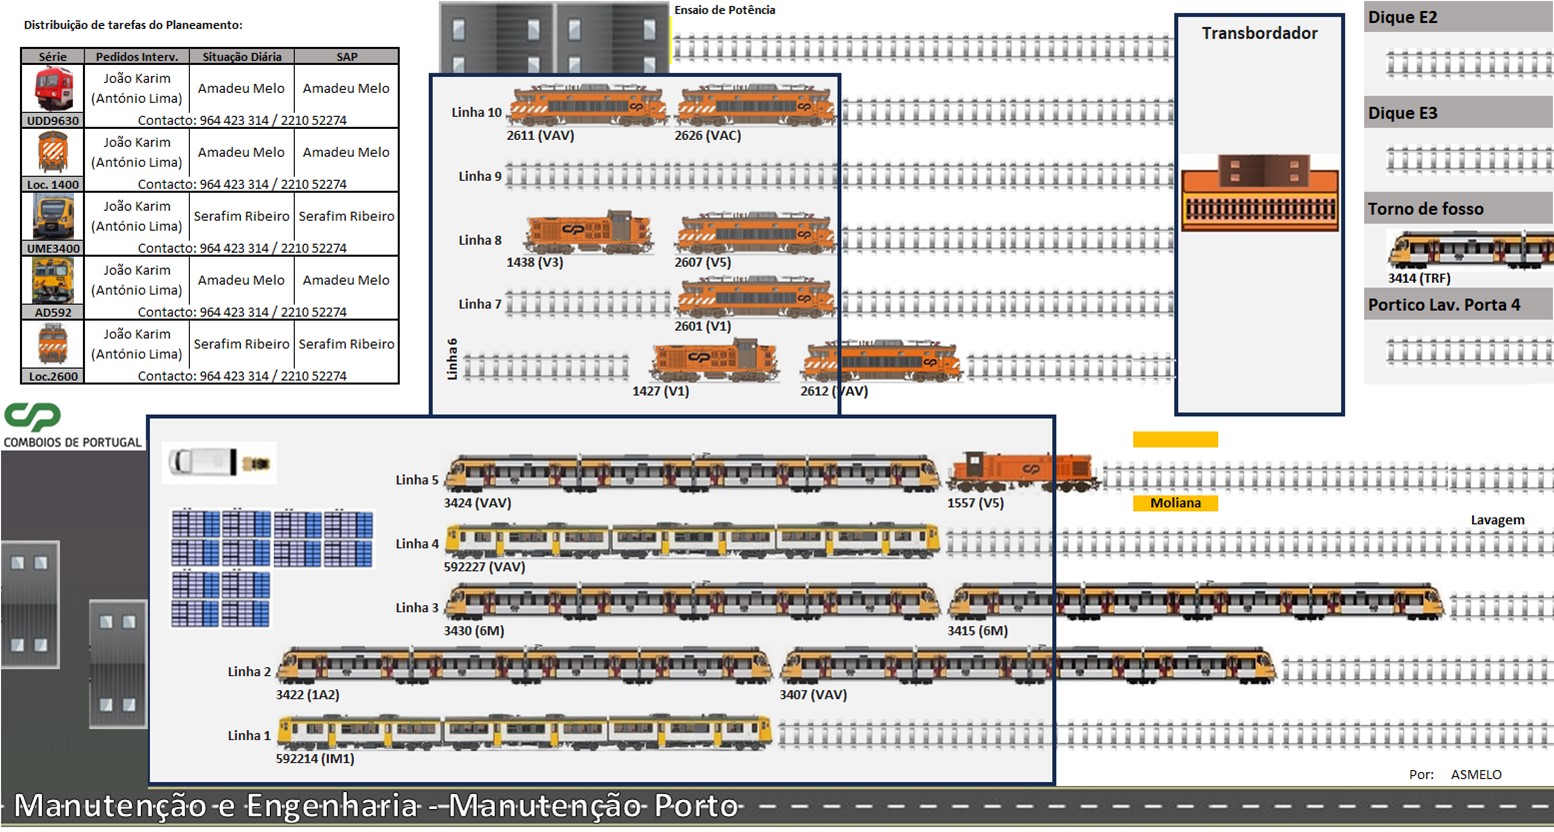 Distribuição de tarefas do Planeamento:
Série Pedidos Interv. Situação Diária SAP
João Karim
(António Lima) Amadeu Melo Amadeu Melo
UDD9630 Contacto: 964 423 314 / 2210 52274
João Karim
(António Lima) Amadeu Melo Amadeu Melo
Loc. 1400 Contacto: 964 423 314 / 2210 52274
João Karim
(António Lima) Serafim Ribeiro Serafim Ribeiro
UME3400 Contacto: 964 423 314 / 2210 52274
João Karim
(António Lima) Amadeu Melo Amadeu Melo
AD592 Contacto: 964 423 314 / 2210 52274
João Karim
(António Lima) Serafim Ribeiro Serafim Ribeiro
Loc.2600 Contacto: 964 423 314 / 2210 52274
CP
COMBOIOS DE PORTUGAL
Ensaio de Potência
Linha 10
2611 (VAV) 2626 (VAC)
Linha 9
Linha 8
1438 (V3) 2607 (V5)
Linha 7
2601 (V1)
Linha 6
1427 (V1) 2612 (VAV)
Transbordador
Dique E2
Dique E3
Torno de fosso
3414 (TRF)
Portico Lav. Porta 4
Linha 5
3424 (VAV) 1557 (V5)
Moliana
Lavagem
Linha 4
592227 (VAV)
Linha 3
3430 (6M) 3415 (6M)
Linha 2
3422 (1A2) 3407 (VAV)
Linha 1
592214 (IM1)
Por: ASMELO
Manutenção e Engenharia - Manutenção Porto